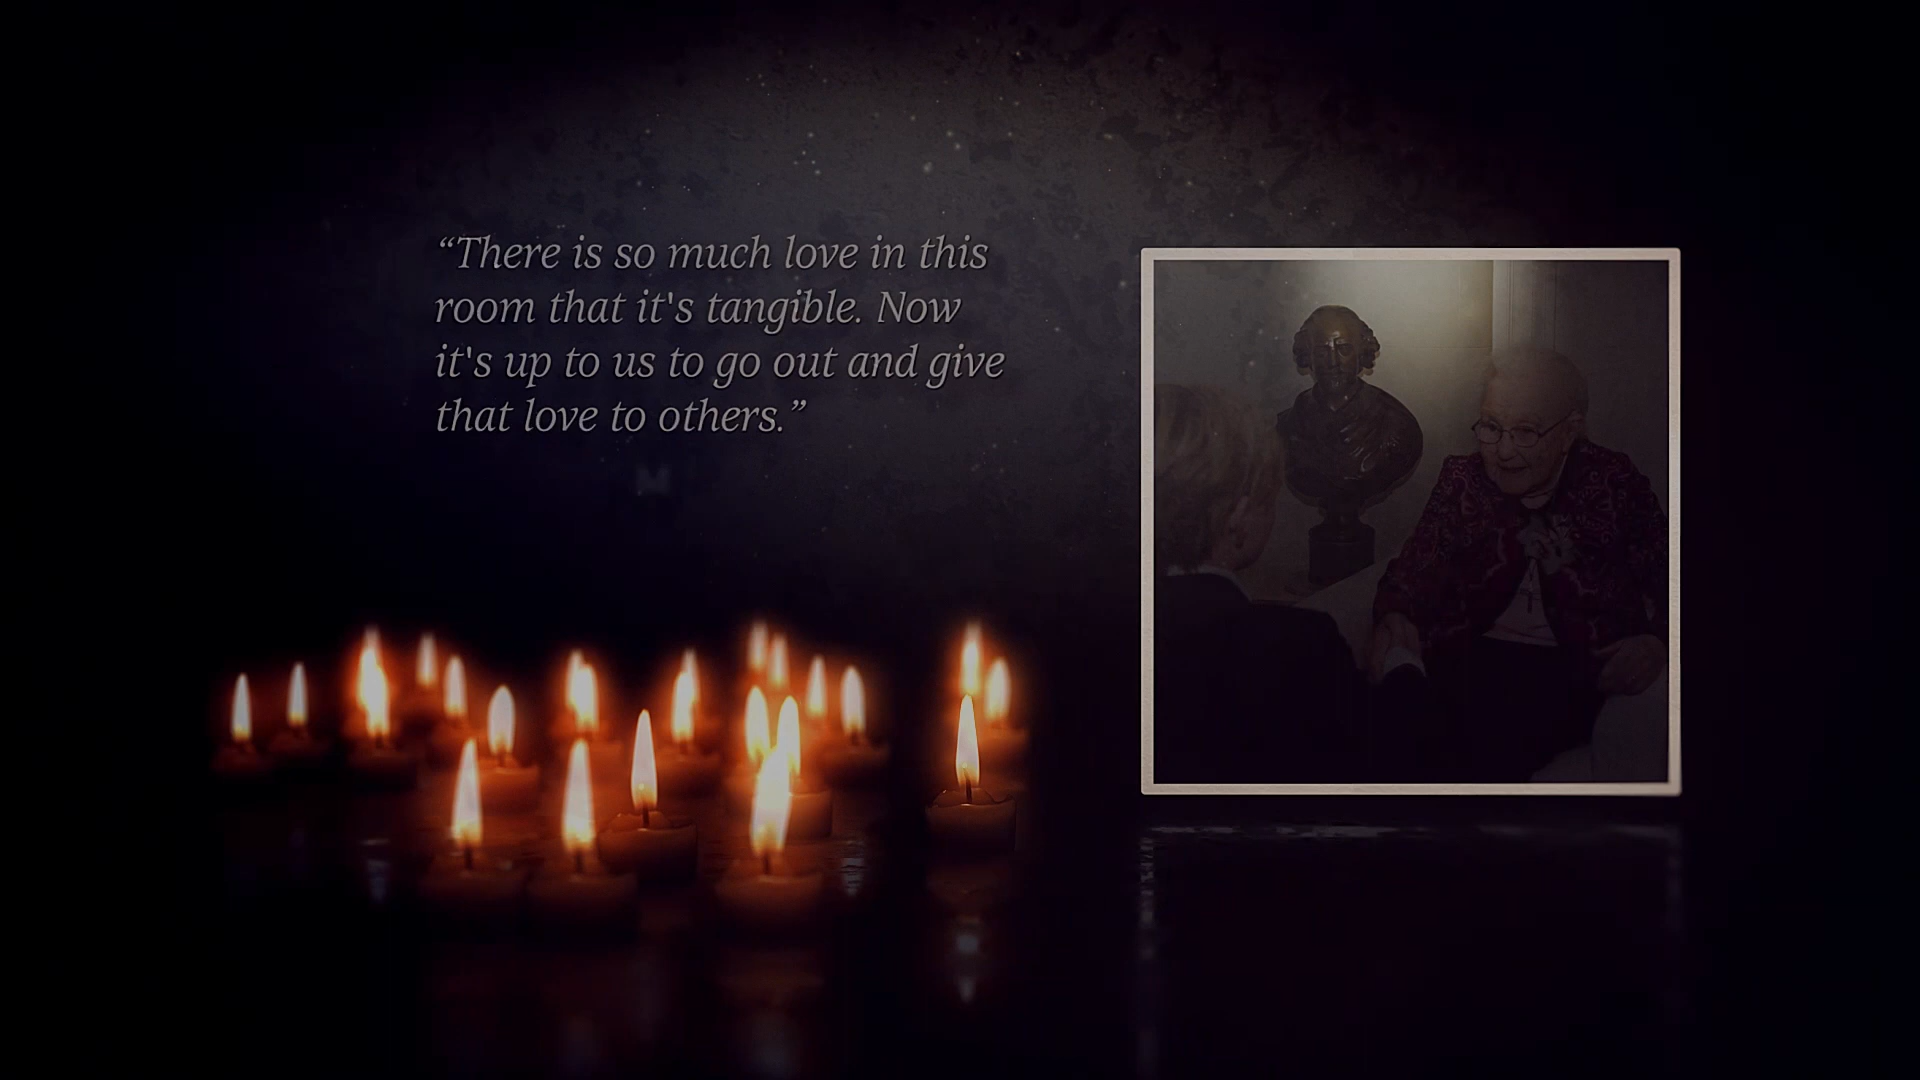 “There is so much love in this
room that it's tangible. Now
it's up to us to go out and give
that love to others.”